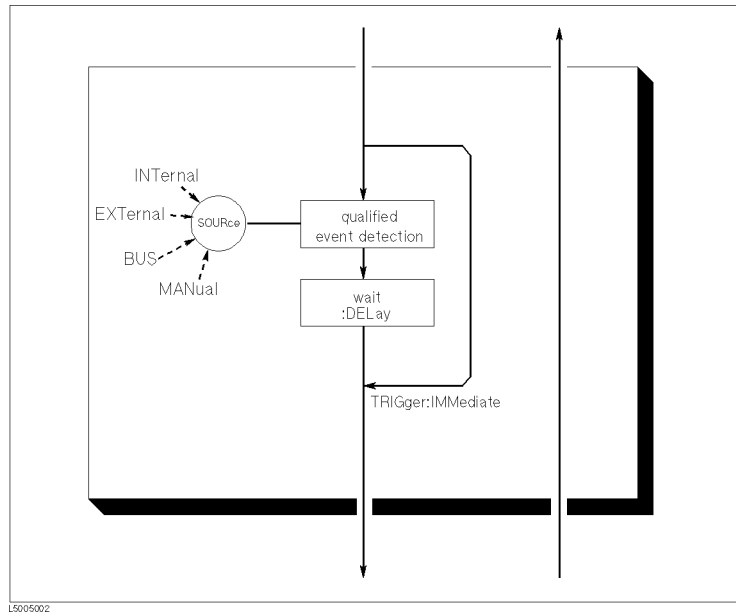 INTernal
EXTernal
BUS
MANual
SOURce
qualified
event detection
wait
:DELay
TRIGger:IMMediate
L5005002